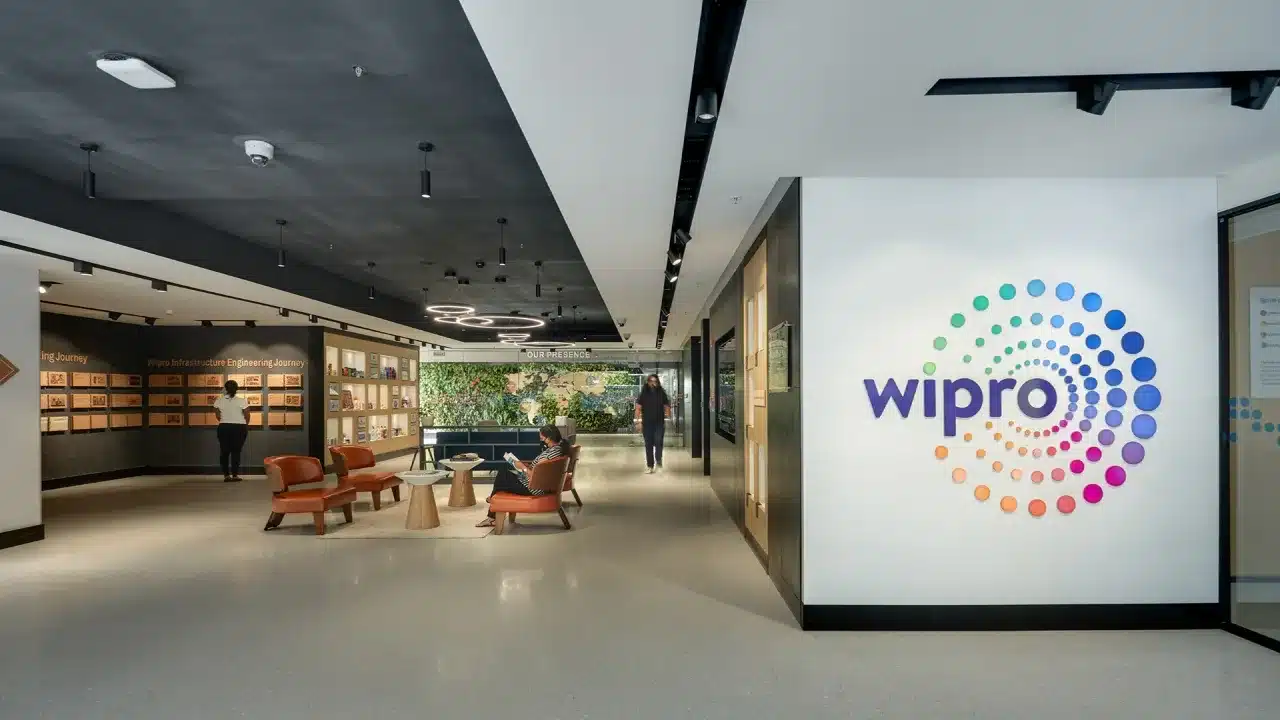 ing Journey
Wipro Infrastructure Engineering Journey
OUR PRESENCE
wipro